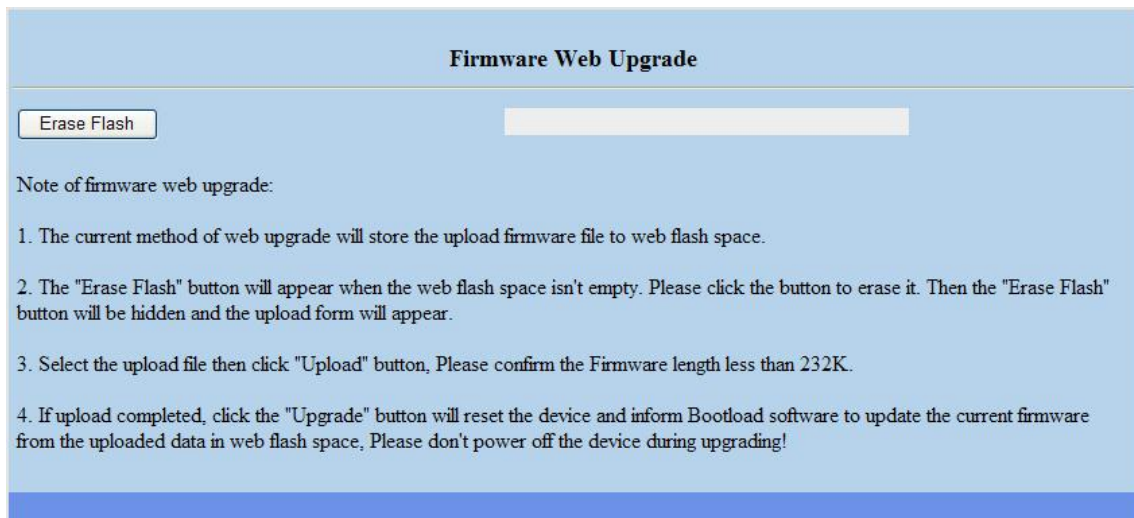 Firmware Web Upgrade
Erase Flash
Note of firmware web upgrade:
1. The current method of web upgrade will store the upload firmware file to web flash space.
2. The "Erase Flash" button will appear when the web flash space isn't empty. Please click the button to erase it. Then the "Erase Flash"
button will be hidden and the upload form will appear.
3. Select the upload file then click "Upload" button, Please confirm the Firmware length less than 232K.
4. If upload completed, click the "Upgrade" button will reset the device and inform Bootload software to update the current firmware
from the uploaded data in web flash space, Please don't power off the device during upgrading!